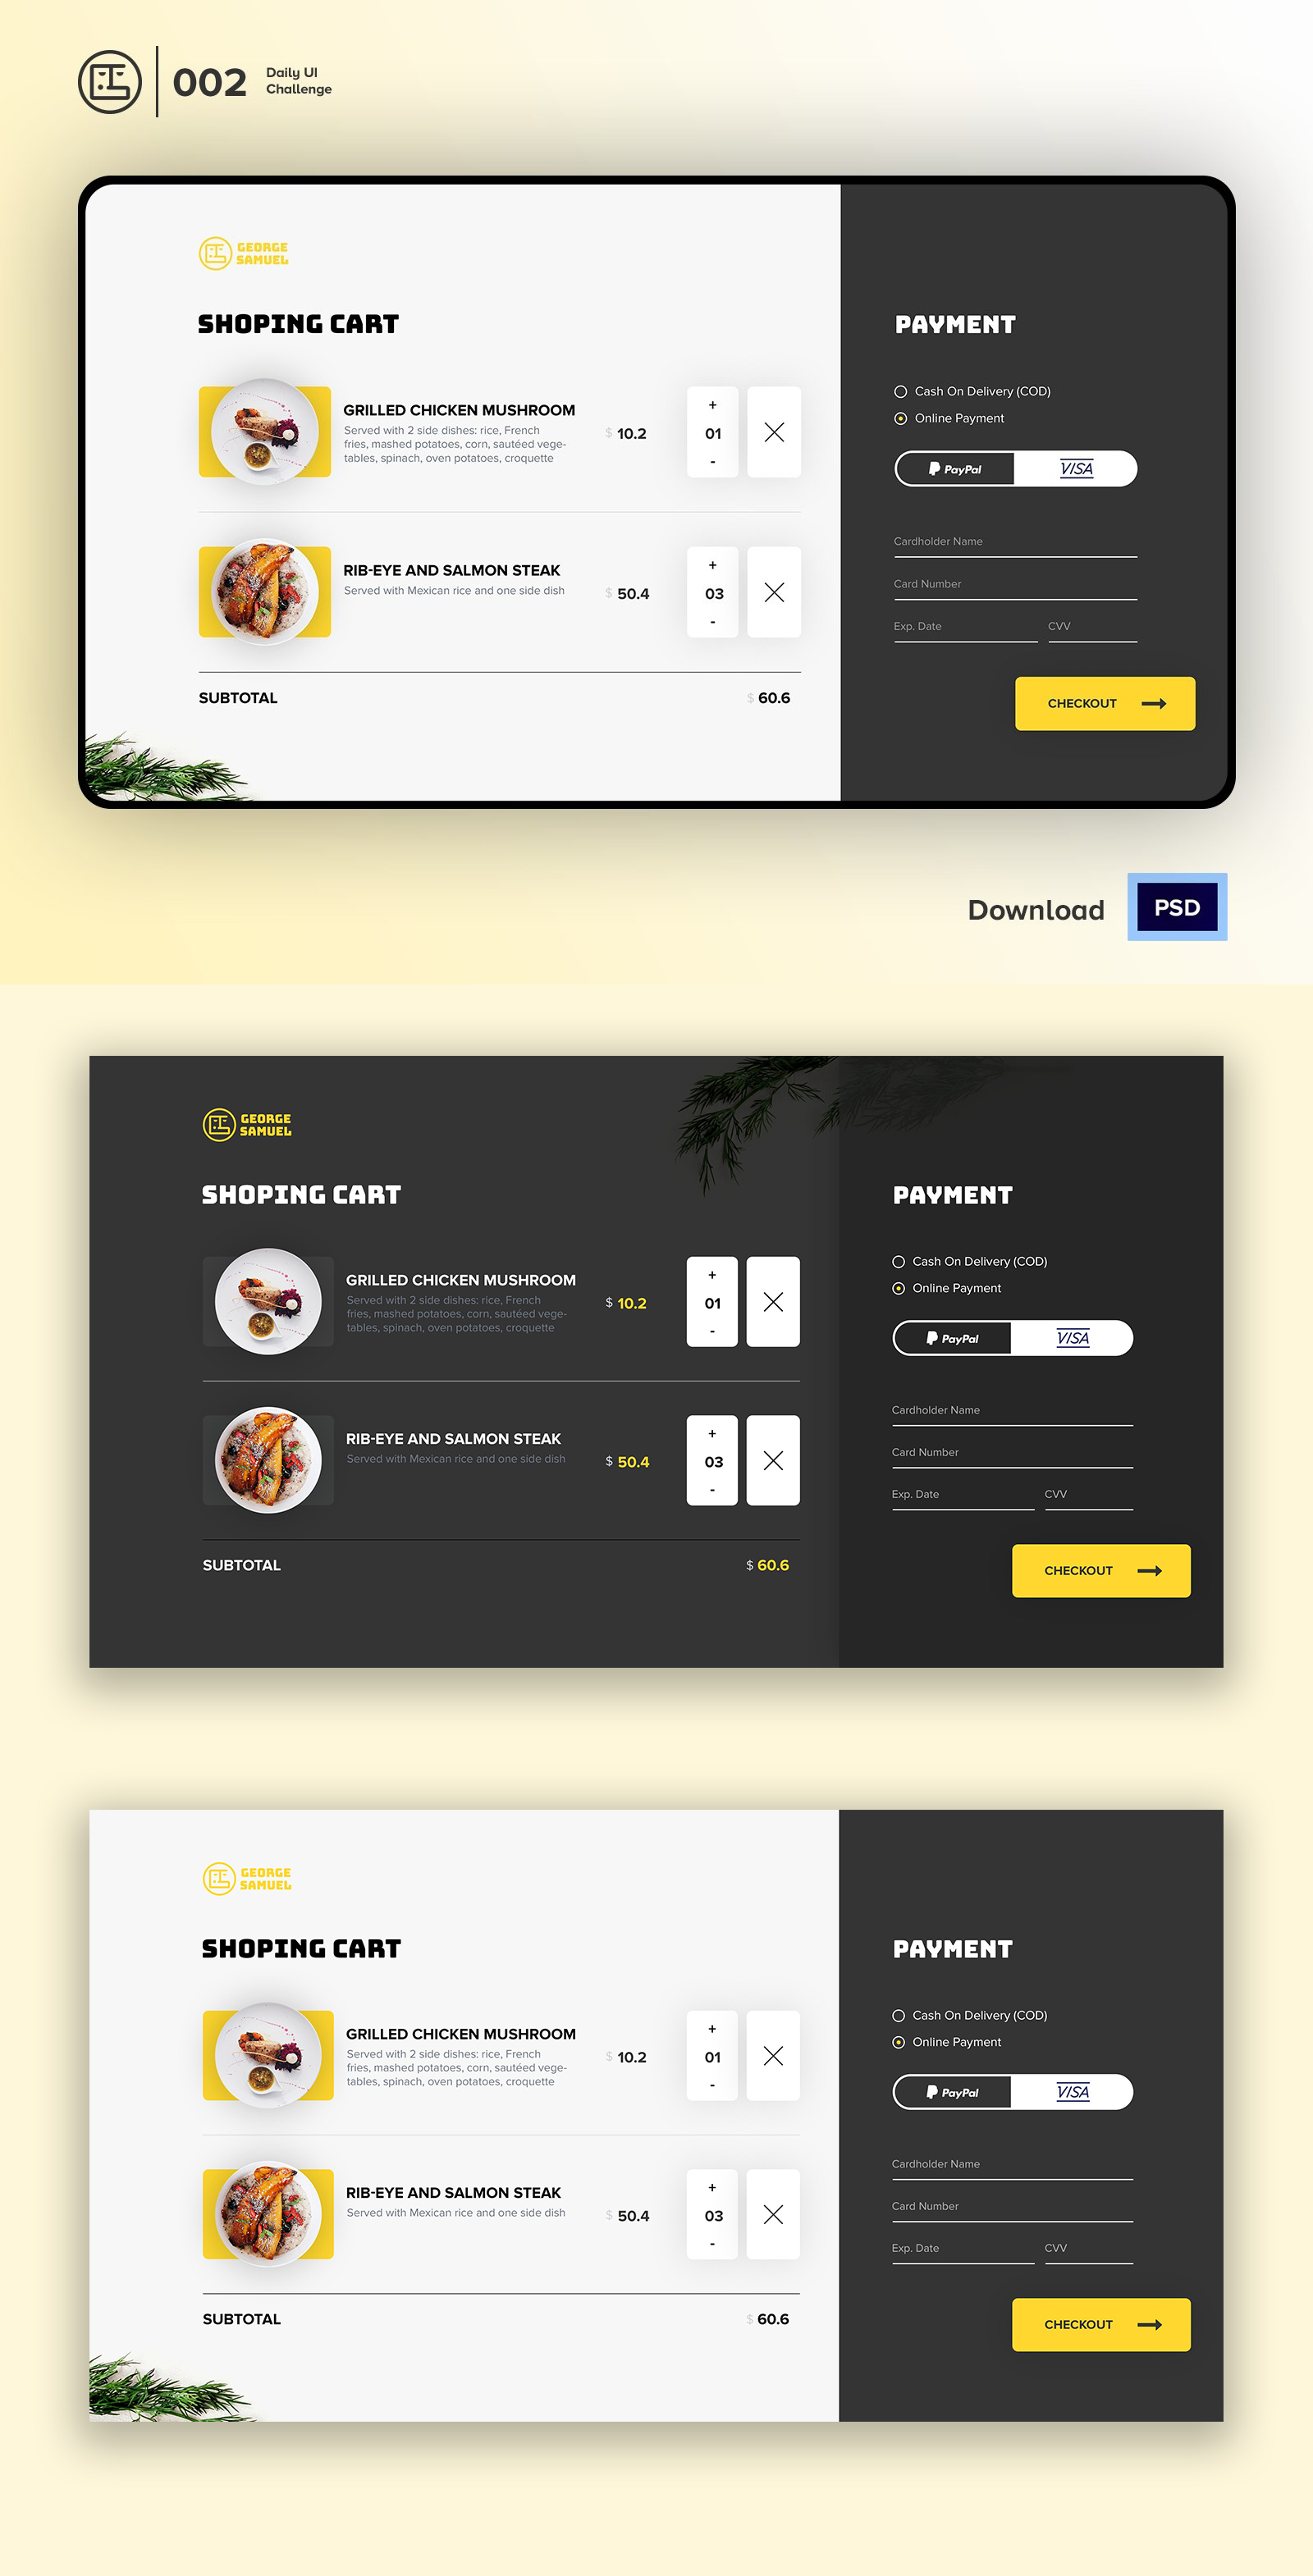 002
Daily UI
Challenge
GEORGE
SAMUEL
SHOPING CART
GRILLED CHICKEN MUSHROOM
Served with 2 side dishes: rice, French
fries, mashed potatoes, corn, sautéed vege-
tables, spinach, oven potatoes, croquette
$ 10.2
+
01
-
RIB-EYE AND SALMON STEAK
Served with Mexican rice and one side dish
$ 50.4
+
03
-
SUBTOTAL
$ 60.6
PAYMENT
Cash On Delivery (COD)
Online Payment
PayPal
VISA
Cardholder Name
Card Number
Exp. Date
CVV
CHECKOUT
Download
PSD
GEORGE
SAMUEL
SHOPING CART
GRILLED CHICKEN MUSHROOM
Served with 2 side dishes: rice, French
fries, mashed potatoes, corn, sautéed vege-
tables, spinach, oven potatoes, croquette
$ 10.2
+
01
-
RIB-EYE AND SALMON STEAK
Served with Mexican rice and one side dish
$ 50.4
+
03
-
SUBTOTAL
$ 60.6
PAYMENT
Cash On Delivery (COD)
Online Payment
PayPal
VISA
Cardholder Name
Card Number
Exp. Date
CVV
CHECKOUT
GEORGE
SAMUEL
SHOPING CART
GRILLED CHICKEN MUSHROOM
Served with 2 side dishes: rice, French
fries, mashed potatoes, corn, sautéed vege-
tables, spinach, oven potatoes, croquette
$ 10.2
+
01
-
RIB-EYE AND SALMON STEAK
Served with Mexican rice and one side dish
$ 50.4
+
03
-
SUBTOTAL
$ 60.6
PAYMENT
Cash On Delivery (COD)
Online Payment
PayPal
VISA
Cardholder Name
Card Number
Exp. Date
CVV
CHECKOUT